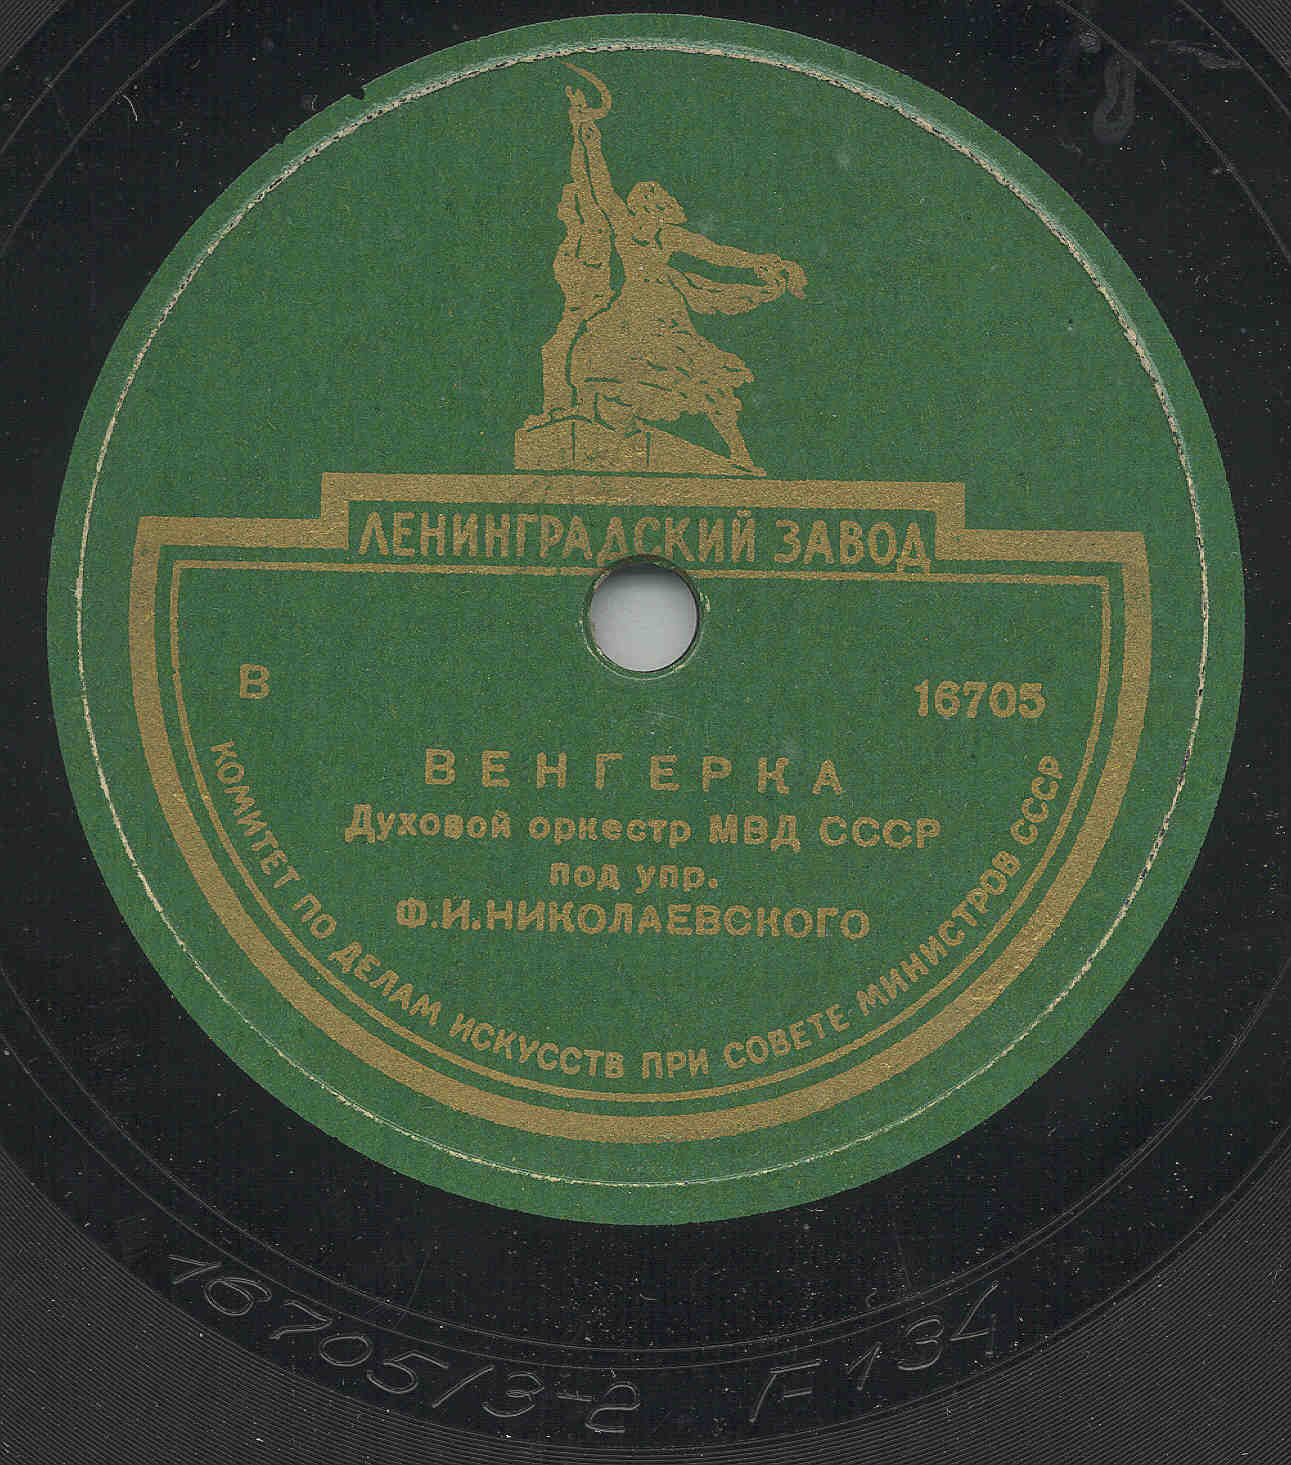 ЛЕНИНГРАДСКИЙ ЗАВОД
В 16705
ВЕНГЕРКА
Духовой оркестр МВД СССР
под упр.
Ф.И.НИКОЛАЕВСКОГО
КОМИТЕТ ПО ДЕЛАМ ИСКУССТВ ПРИ СОВЕТЕ МИНИСТРОВ СССР
16705/3-2 F-134